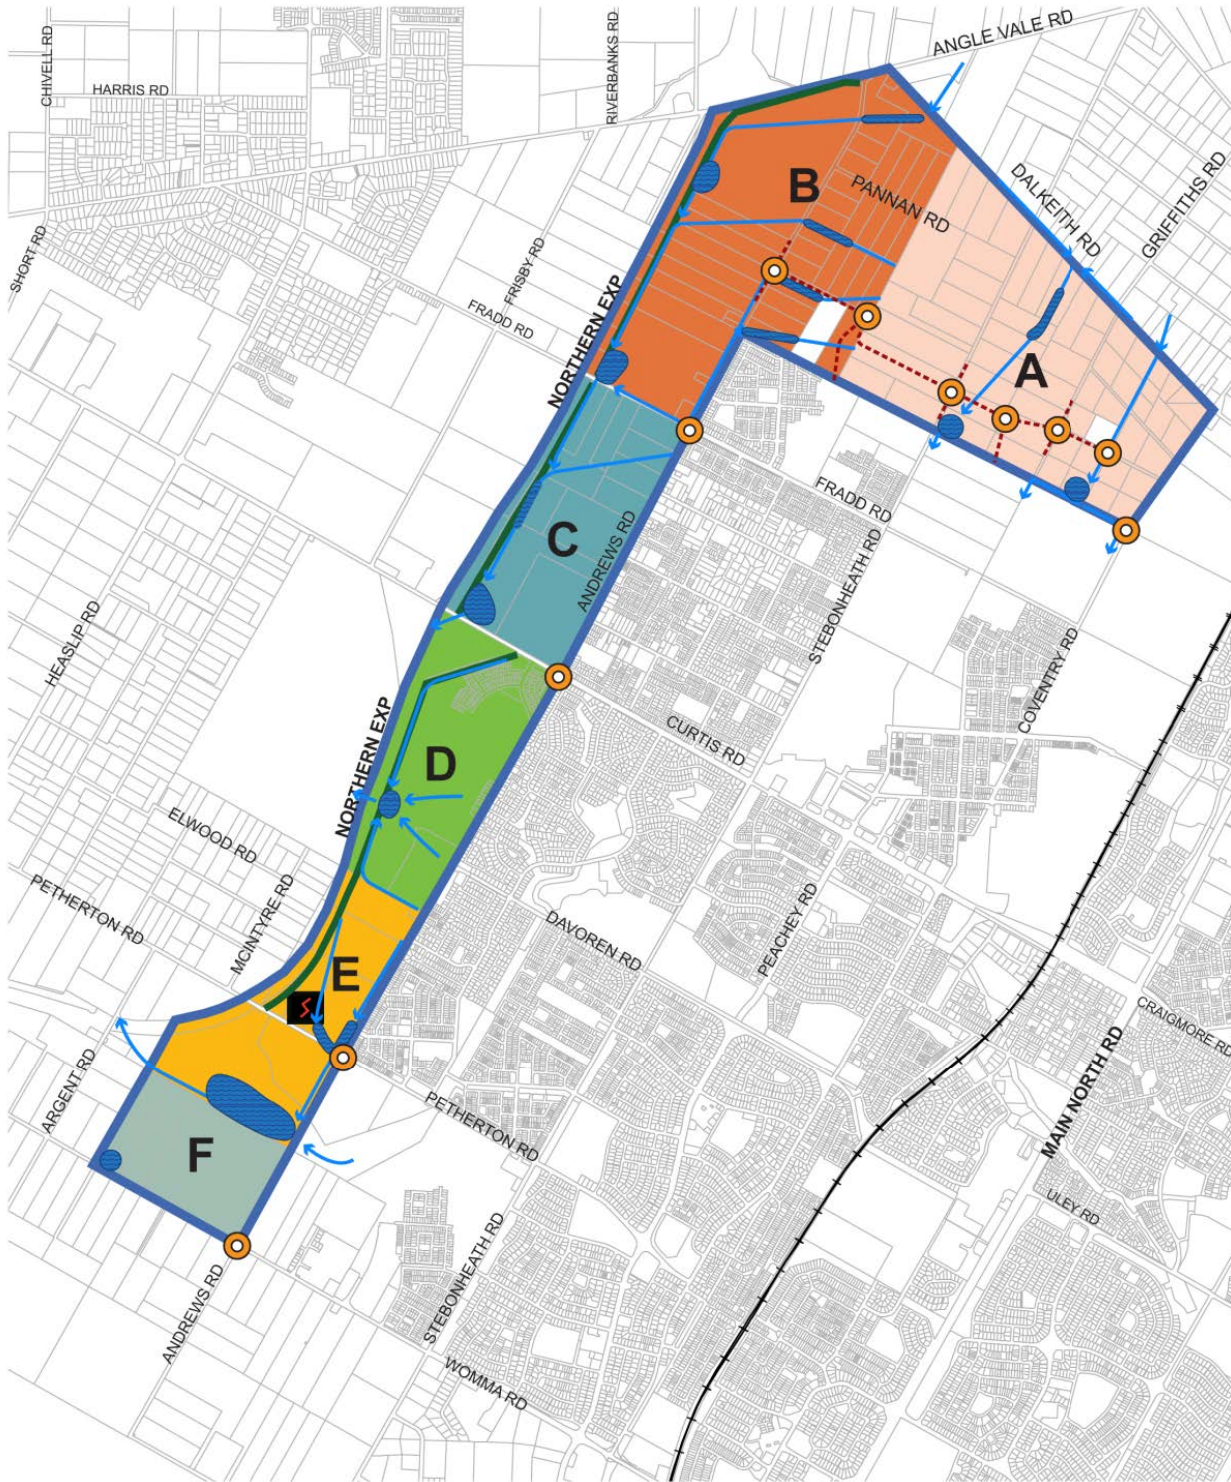 CHIVELL RD
HARRIS RD
RIVERBANKS RD
ANGLE VALE RD
DALKEITH RD
GRIFFITHS RD
B
PANNAN RD
SHORT RD
FRISBY RD
FRADD RD
NORTHERN EXP
A
FRADD RD
C
ANDREWS RD
STEBONHEATH RD
HEASLIP RD
COVENTRY RD
CURTIS RD
NORTHERN EXP
D
ELWOOD RD
PETHERTON RD
MCINTYRE RD
DAVOREN RD
PEACHEY RD
E
CRAIGMORE RD
MAIN NORTH RD
ARGENT RD
PETHERTON RD
F
ULEY RD
STEBONHEATH RD
ANDREWS RD
WOMMA RD